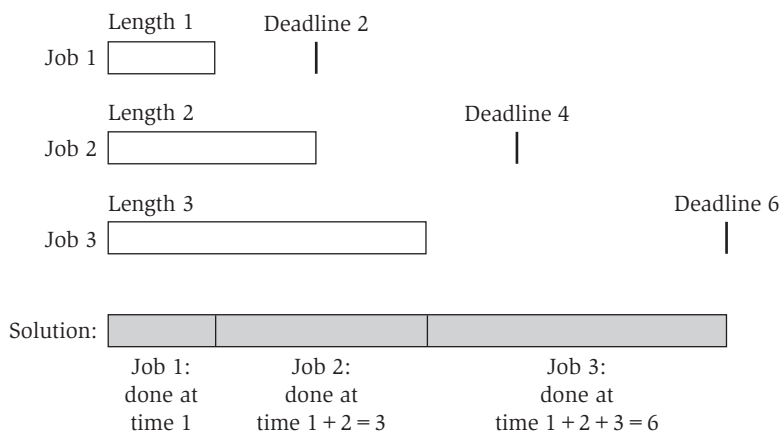 Length 1
Deadline 2
Job 1
Length 2
Deadline 4
Job 2
Length 3
Deadline 6
Job 3
Solution:
Job 1:
done at
time 1
Job 2:
done at
time 1 + 2 = 3
Job 3:
done at
time 1 + 2 + 3 = 6